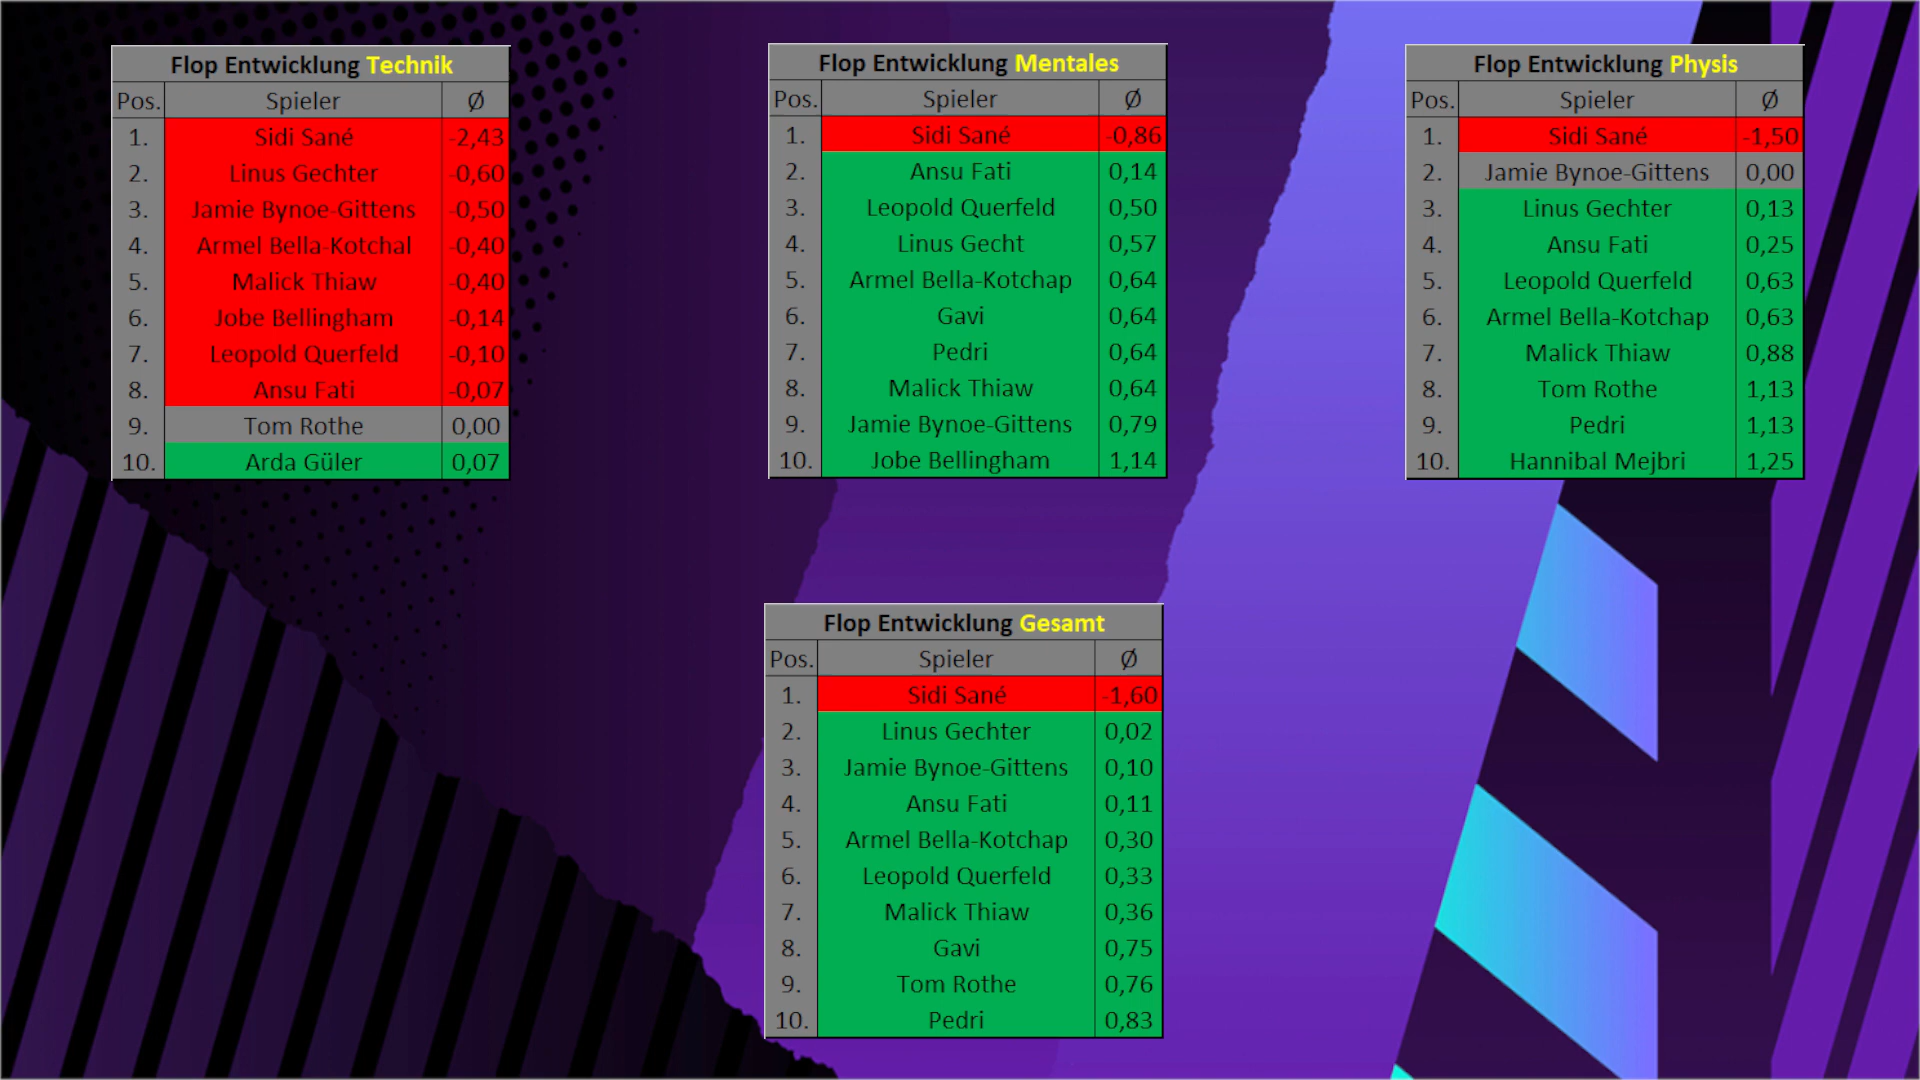 Flop Entwicklung Technik
Pos. Spieler Ø
1. Sidi Sané -2,43
2. Linus Gechter -0,60
3. Jamie Bynoe-Gittens -0,50
4. Armel Bella-Kotchal -0,40
5. Malick Thiaw -0,40
6. Jobe Bellingham -0,14
7. Leopold Querfeld -0,10
8. Ansu Fati -0,07
9. Tom Rothe 0,00
10. Arda Güler 0,07
Flop Entwicklung Mentales
Pos. Spieler Ø
1. Sidi Sané -0,86
2. Ansu Fati 0,14
3. Leopold Querfeld 0,50
4. Linus Gecht 0,57
5. Armel Bella-Kotchap 0,64
6. Gavi 0,64
7. Pedri 0,64
8. Malick Thiaw 0,64
9. Jamie Bynoe-Gittens 0,79
10. Jobe Bellingham 1,14
Flop Entwicklung Physis
Pos. Spieler Ø
1. Sidi Sané -1,50
2. Jamie Bynoe-Gittens 0,00
3. Linus Gechter 0,13
4. Ansu Fati 0,25
5. Leopold Querfeld 0,63
6. Armel Bella-Kotchap 0,63
7. Malick Thiaw 0,88
8. Tom Rothe 1,13
9. Pedri 1,13
10. Hannibal Mejbri 1,25
Flop Entwicklung Gesamt
Pos. Spieler Ø
1. Sidi Sané -1,60
2. Linus Gechter 0,02
3. Jamie Bynoe-Gittens 0,10
4. Ansu Fati 0,11
5. Armel Bella-Kotchap 0,30
6. Leopold Querfeld 0,33
7. Malick Thiaw 0,36
8. Gavi 0,75
9. Tom Rothe 0,76
10. Pedri 0,83